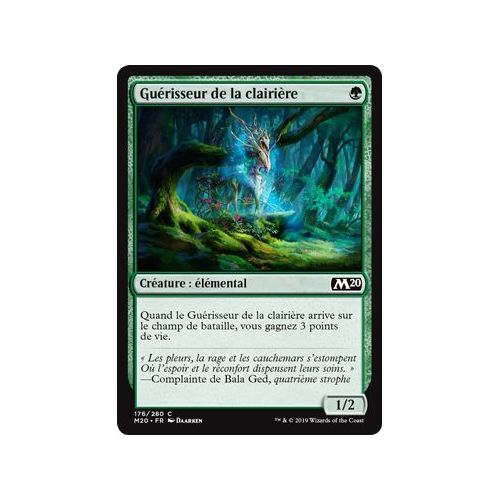 Guérisseur de la clairière
Créature : élémental
M20
Quand le Guérisseur de la clairière arrive sur
le champ de bataille, vous gagnez 3 points
de vie.
« Les pleurs, la rage et les cauchemars s'estompent
Où l'espoir et le réconfort dispensent leurs soins. »
—Complainte de Bala Ged, quatrième strophe
1/2
176/280 C
M20 • FR Daarken
™ & © 2019 Wizards of the Coast